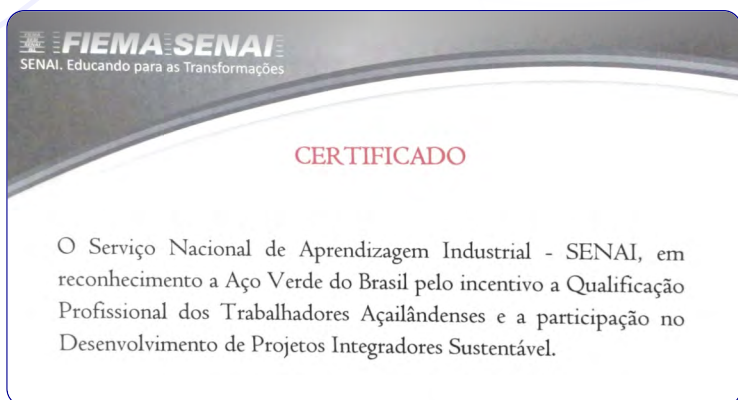 FIEMA SENAI
SENAI. Educando para as Transformações
CERTIFICADO
O Serviço Nacional de Aprendizagem Industrial - SENAI, em
reconhecimento a Aço Verde do Brasil pelo incentivo a Qualificação
Profissional dos Trabalhadores Açailândenses e a participação no
Desenvolvimento de Projetos Integradores Sustentável.